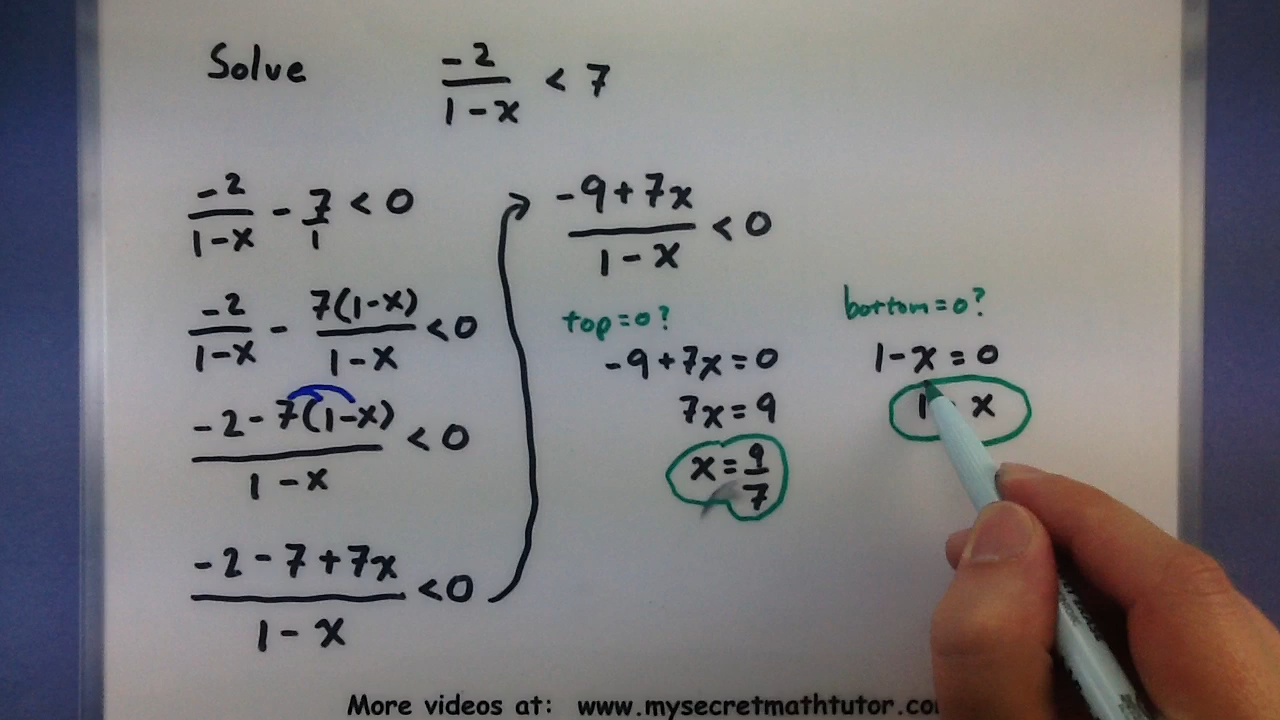 Solve -2/(1-x) < 7
-2/(1-x) - 7/1 < 0
-2/(1-x) - 7(1-x)/(1-x) < 0
(-2-7(1-x))/(1-x) < 0
(-2-7+7x)/(1-x) < 0
(-9+7x)/(1-x) < 0
top=0?
-9+7x=0
7x=9
x=9/7
bottom=0?
1-x=0
1 x
More videos at: www.mysecretmathtutor.co